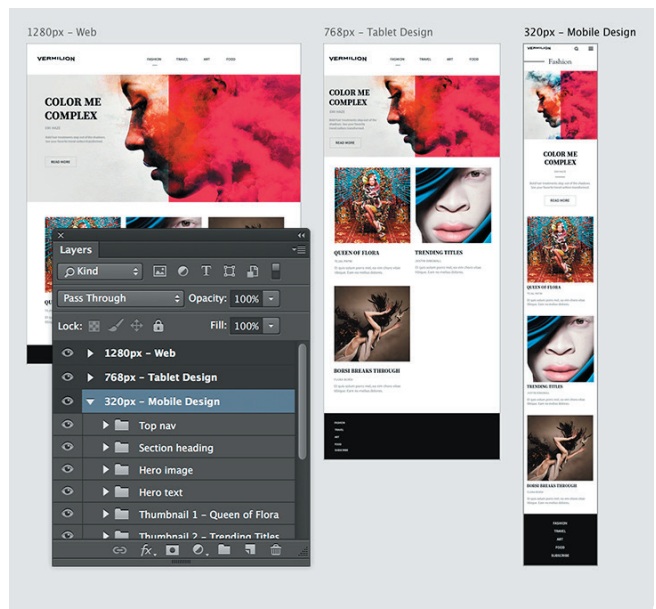 1280px – Web
VERMILION
FASHION TRAVEL ART FOOD
COLOR ME
COMPLEX
READ MORE
768px – Tablet Design
VERMILION
FASHION TRAVEL ART FOOD
COLOR ME
COMPLEX
READ MORE
QUEEN OF FLORA
TRENDING TITLES
BORSI BREAKS THROUGH
FASHION
TRAVEL
ART
FOOD
SUBSCRIBE
320px – Mobile Design
VERMILION
Fashion
COLOR ME
COMPLEX
READ MORE
QUEEN OF FLORA
TRENDING TITLES
BORSI BREAKS THROUGH
FASHION
TRAVEL
ART
FOOD
SUBSCRIBE
Layers
Kind
Pass Through Opacity: 100%
Lock: Fill: 100%
1280px – Web
768px – Tablet Design
320px – Mobile Design
Top nav
Section heading
Hero image
Hero text
Thumbnail 1 – Queen of Flora
Thumbnail 2 – Trending Titles
fx